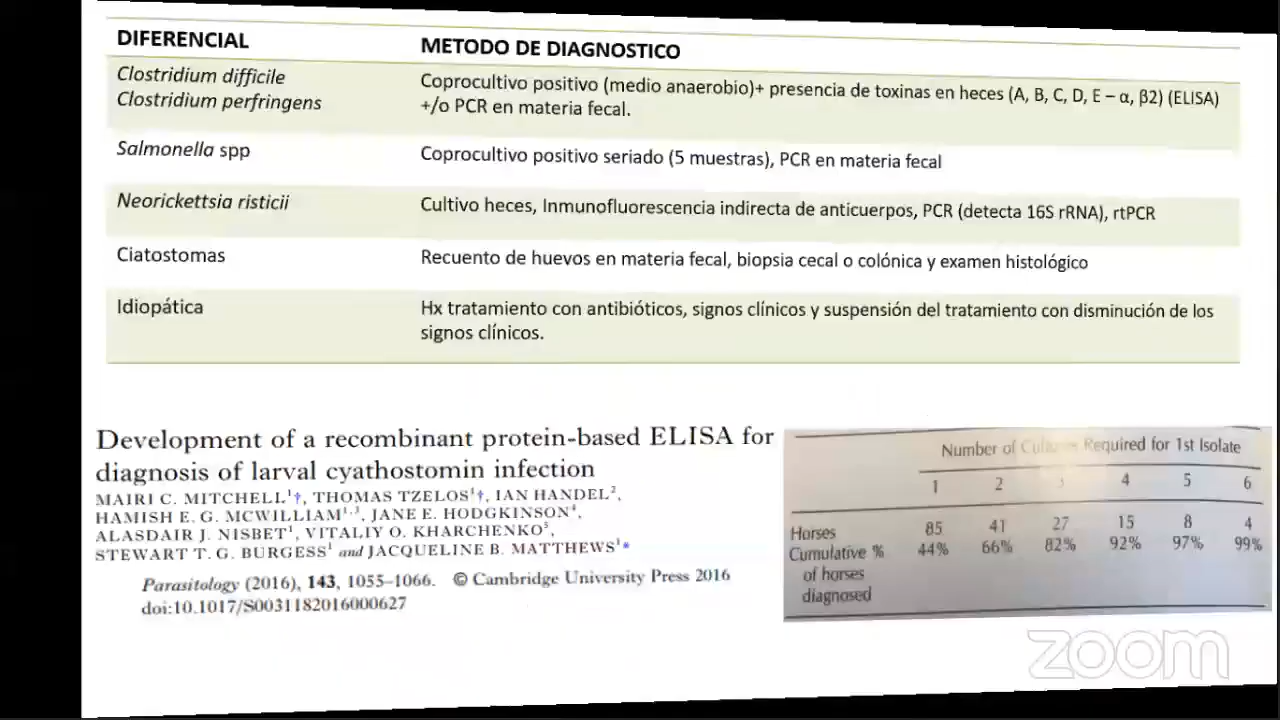 DIFERENCIAL METODO DE DIAGNOSTICO
Clostridium difficile
Clostridium perfringens
Coprocultivo positivo (medio anaerobio)+ presencia de toxinas en heces (A, B, C, D, E – α, β2) (ELISA)
+/o PCR en materia fecal.
Salmonella spp Coprocultivo positivo seriado (5 muestras), PCR en materia fecal
Neorickettsia risticii Cultivo heces, Inmunofluorescencia indirecta de anticuerpos, PCR (detecta 16S rRNA), rtPCR
Ciatostomas Recuento de huevos en materia fecal, biopsia cecal o colónica y examen histológico
Idiopática Hx tratamiento con antibióticos, signos clínicos y suspensión del tratamiento con disminución de los
signos clínicos.
Development of a recombinant protein-based ELISA for
diagnosis of larval cyathostomin infection
MAIRI C. MITCHELL¹†, THOMAS TZELOS¹†, IAN HANDEL²,
HAMISH E. G. MCWILLIAM¹,³, JANE E. HODGKINSON⁴,
ALASDAIR J. NISBET¹, VITALIY O. KHARCHENKO⁵,
STEWART T. G. BURGESS¹ and JACQUELINE B. MATTHEWS¹*
Parasitology (2016), 143, 1055–1066. © Cambridge University Press 2016
doi:10.1017/S0031182016000627
Number of Cultures Required for 1st Isolate
1 2 3 4 5 6
Horses 85 41 27 15 8 4
Cumulative % 44% 66% 82% 92% 97% 99%
of horses
diagnosed
zoom